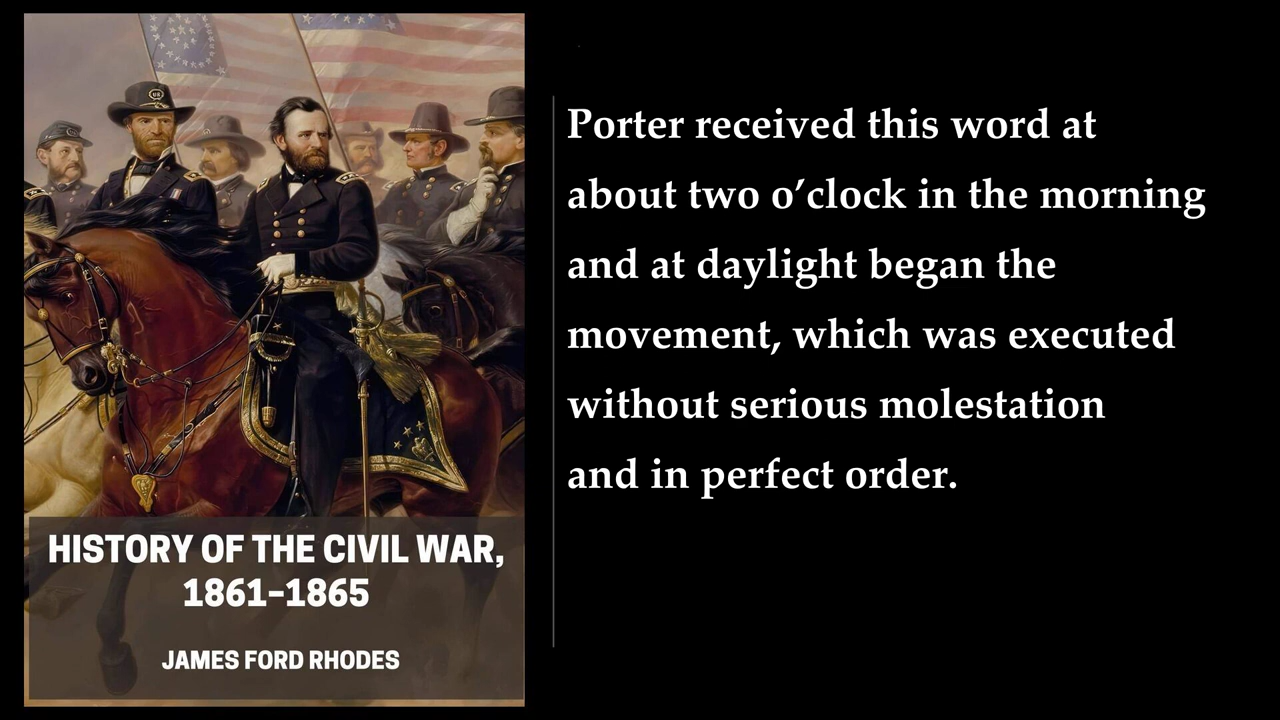 HISTORY OF THE CIVIL WAR,
1861–1865
JAMES FORD RHODES
Porter received this word at
about two o’clock in the morning
and at daylight began the
movement, which was executed
without serious molestation
and in perfect order.